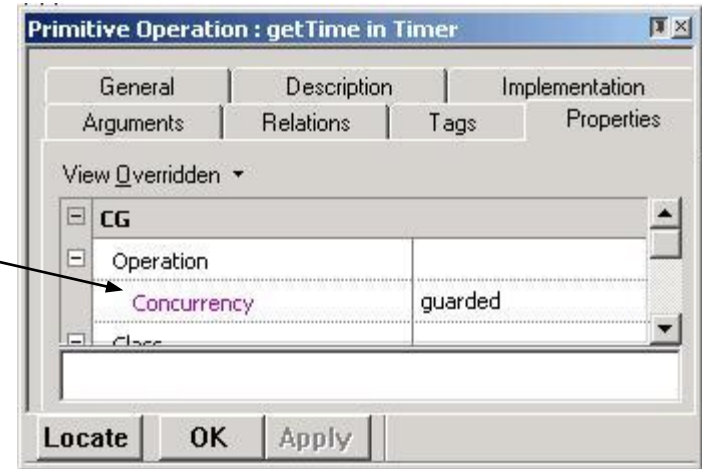 Primitive Operation : getTime in Timer
General Description Implementation
Arguments Relations Tags Properties
View Overridden
CG
Operation
Concurrency guarded
Class
Locate OK Apply